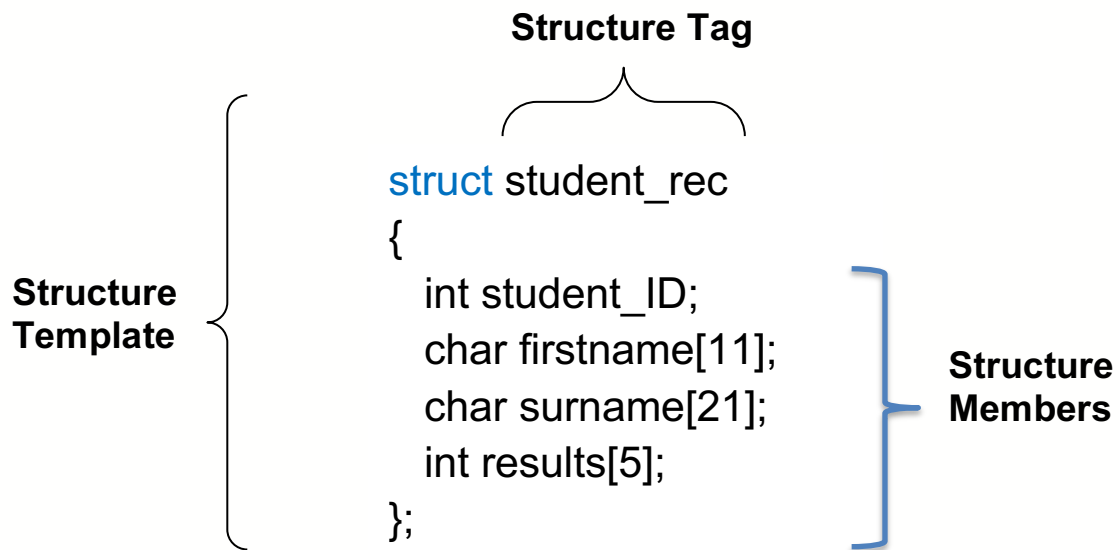 Structure Tag
struct student_rec
{
int student_ID;
char firstname[11];
char surname[21];
int results[5];
};
Structure
Template
Structure
Members